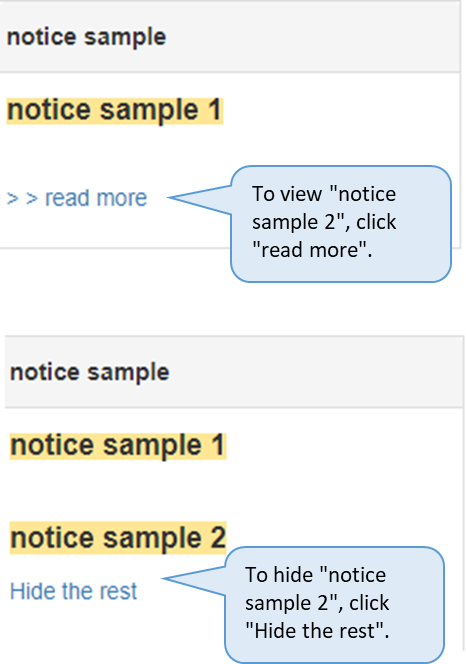 notice sample
notice sample 1
> > read more
To view "notice
sample 2", click
"read more".
notice sample
notice sample 1
notice sample 2
Hide the rest
To hide "notice
sample 2", click
"Hide the rest".